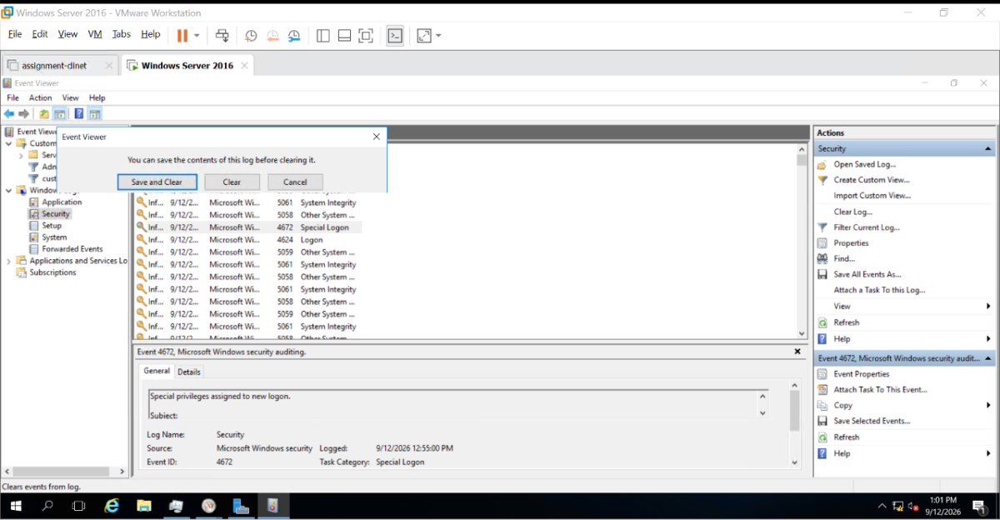 Windows Server 2016 - VMware Workstation
File Edit View VM Tabs Help
assignment-dinet Windows Server 2016
Event Viewer
File Action View Help
Event Viewer
You can save the contents of this log before clearing it.
Save and Clear Clear Cancel
Event View
Custom
Serv
Adm
cust
Windows Logs
Application
Security
Setup
System
Forwarded Events
Applications and Services Lo
Subscriptions
Inf... 9/12/2... Microsoft Wi... 5061 System Integrity
Inf... 9/12/2... Microsoft Wi... 5058 Other System ...
Inf... 9/12/2... Microsoft Wi... 4672 Special Logon
Inf... 9/12/2... Microsoft Wi... 4624 Logon
Inf... 9/12/2... Microsoft Wi... 5059 Other System ...
Inf... 9/12/2... Microsoft Wi... 5061 System Integrity
Inf... 9/12/2... Microsoft Wi... 5058 Other System ...
Inf... 9/12/2... Microsoft Wi... 5061 System Integrity
Inf... 9/12/2... Microsoft Wi... 5058 Other System ...
Inf... 9/12/2... Microsoft Wi... 5059 Other System ...
Inf... 9/12/2... Microsoft Wi... 5061 System Integrity
Inf... 9/12/2... Microsoft Wi... 5058 Other System ...
Event 4672, Microsoft Windows security auditing.
General Details
Special privileges assigned to new logon.
Subject:
Log Name: Security
Source: Microsoft Windows security Logged: 9/12/2026 12:55:00 PM
Event ID: 4672 Task Category: Special Logon
Actions
Security
Open Saved Log...
Create Custom View...
Import Custom View...
Clear Log...
Filter Current Log...
Properties
Find...
Save All Events As...
Attach a Task To this Log...
View
Refresh
Help
Event 4672, Microsoft Windows security audit...
Event Properties
Attach Task To This Event...
Copy
Save Selected Events...
Refresh
Help
Clears events from log.
1:01 PM
9/12/2026
1